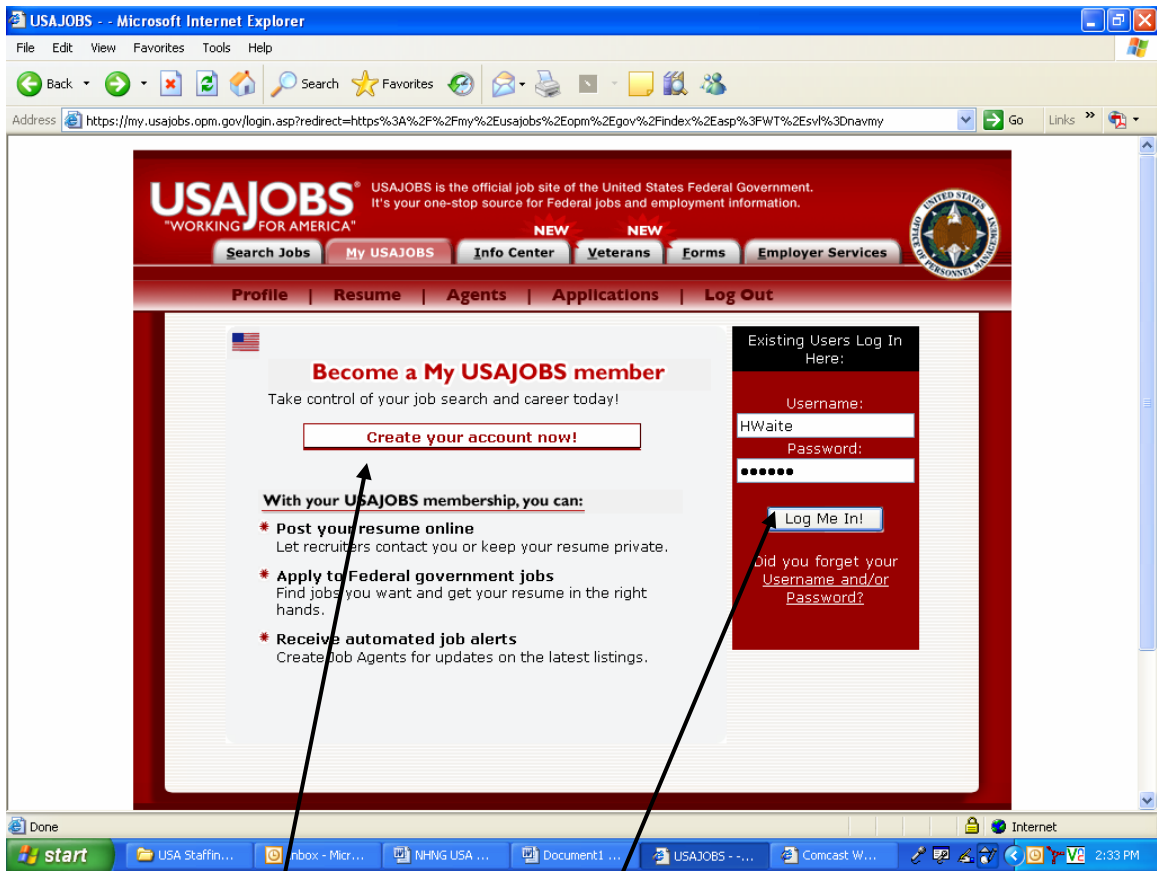 USAJOBS - - Microsoft Internet Explorer
File Edit View Favorites Tools Help
Back Search Favorites
Address https://my.usajobs.opm.gov/login.asp?redirect=https%3A%2F%2Fmy%2Eusajobs%2Eopm%2Egov%2Findex%2Easp%3FWT%2Esvl%3Dnavmy Go Links »
USAJOBS®
"WORKING FOR AMERICA"
USAJOBS is the official job site of the United States Federal Government.
It's your one-stop source for Federal jobs and employment information.
NEW NEW
Search Jobs My USAJOBS Info Center Veterans Forms Employer Services
UNITED STATES OFFICE OF PERSONNEL MANAGEMENT
Profile | Resume | Agents | Applications | Log Out
Become a My USAJOBS member
Take control of your job search and career today!
Create your account now!
With your USAJOBS membership, you can:
* Post your resume online
Let recruiters contact you or keep your resume private.
* Apply to Federal government jobs
Find jobs you want and get your resume in the right
hands.
* Receive automated job alerts
Create Job Agents for updates on the latest listings.
Existing Users Log In
Here:
Username:
HWaite
Password:
●●●●●●
Log Me In!
Did you forget your
Username and/or
Password?
Done Internet
start USA Staffin... Inbox - Micr... NHNG USA ... Document1 ... USAJOBS - -... Comcast W... 2:33 PM